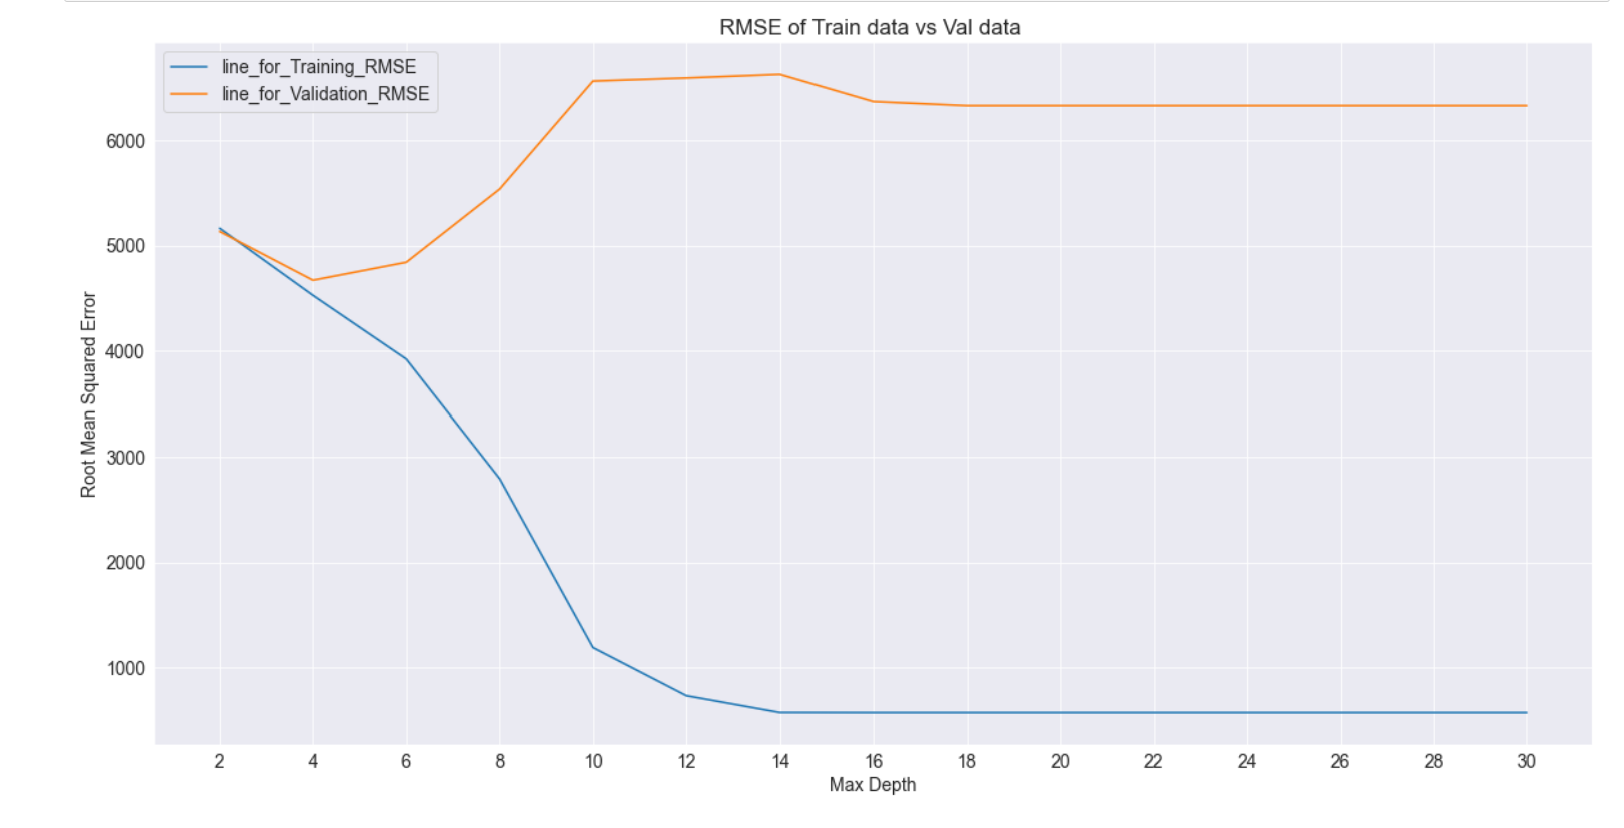 RMSE of Train data vs Val data
line_for_Training_RMSE
line_for_Validation_RMSE
6000
5000
4000
3000
2000
1000
Root Mean Squared Error
2 4 6 8 10 12 14 16 18 20 22 24 26 28 30
Max Depth